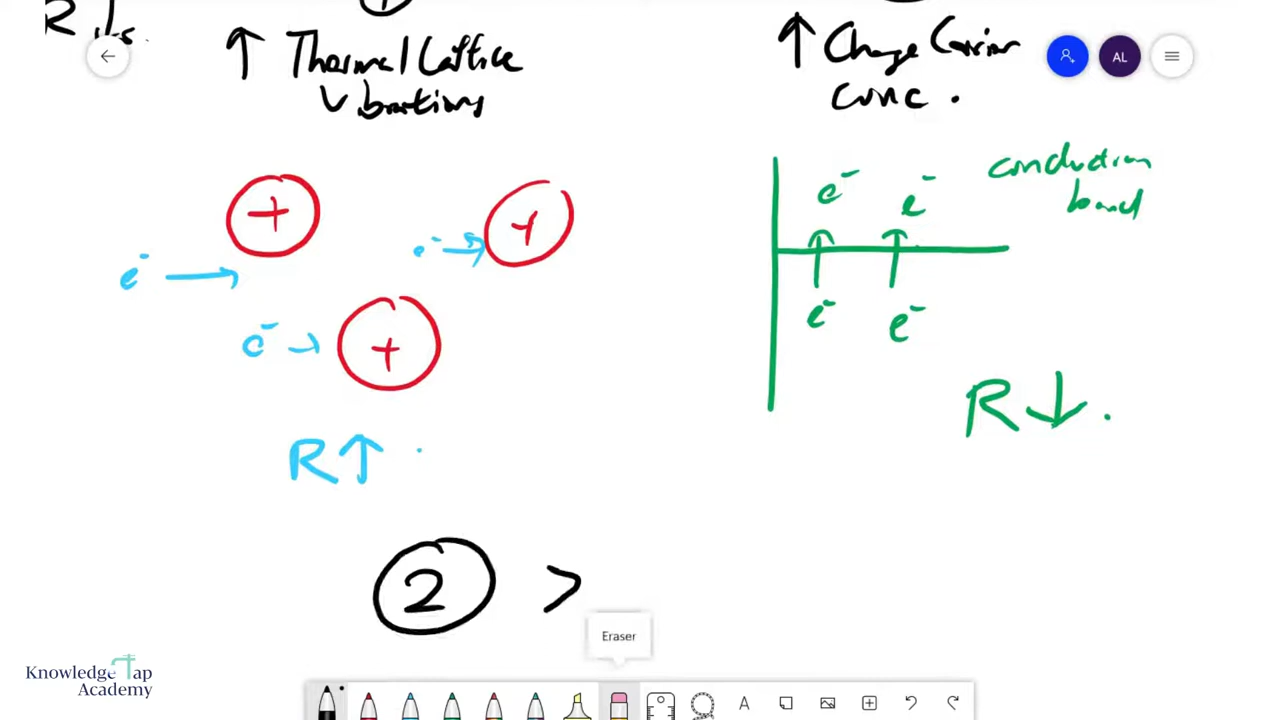 R ↓s.
↑ Thermal Lattice
Vibrations
↑ Charge Carrier
conc.
AL
conduction
band
e⁻ e⁻
+ +
e⁻ → e⁻ →
e⁻ e⁻
e⁻ → +
R↓.
R↑
2 >
Eraser
Knowledge Tap
Academy
A